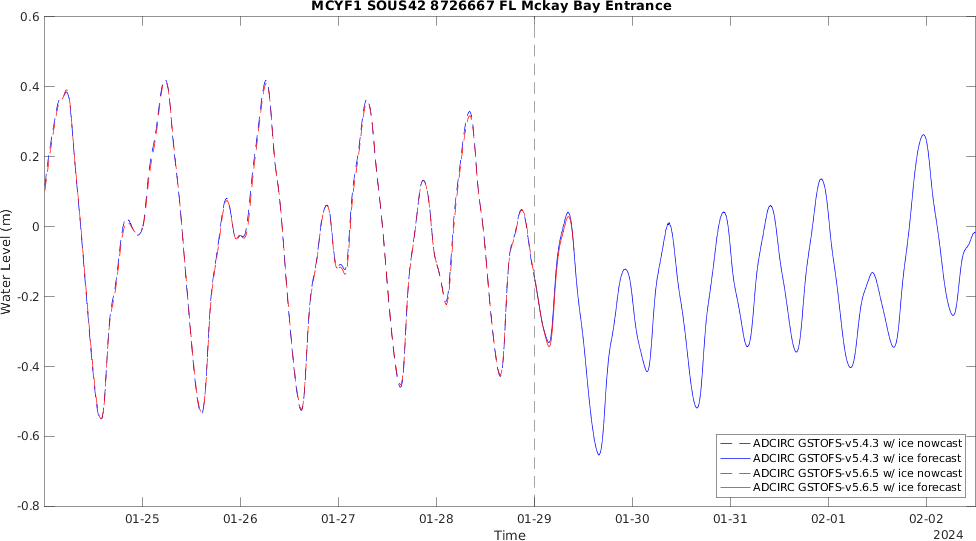 MCYF1 SOUS42 8726667 FL Mckay Bay Entrance
0.6
0.4
0.2
0
-0.2
-0.4
-0.6
-0.8
Water Level (m)
ADCIRC GSTOFS-v5.4.3 w/ ice nowcast
ADCIRC GSTOFS-v5.4.3 w/ ice forecast
ADCIRC GSTOFS-v5.6.5 w/ ice nowcast
ADCIRC GSTOFS-v5.6.5 w/ ice forecast
01-25 01-26 01-27 01-28 01-29 01-30 01-31 02-01 02-02
Time
2024